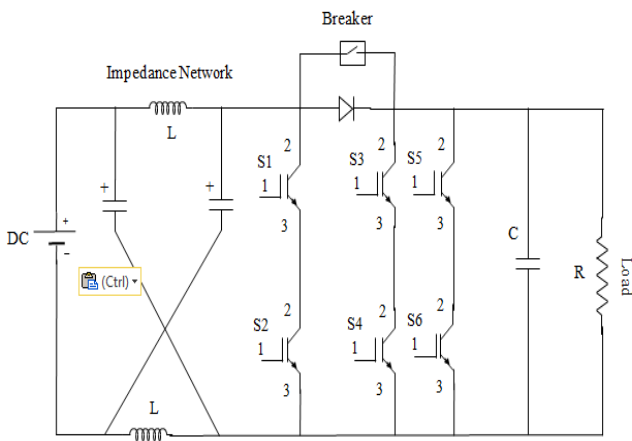 Breaker
Impedance Network
L
+
+
S1
1
2
3
S3
1
2
3
S5
1
2
3
DC
+
-
(Ctrl)
S2
1
2
3
S4
1
2
3
S6
1
2
3
C
R
Load
L